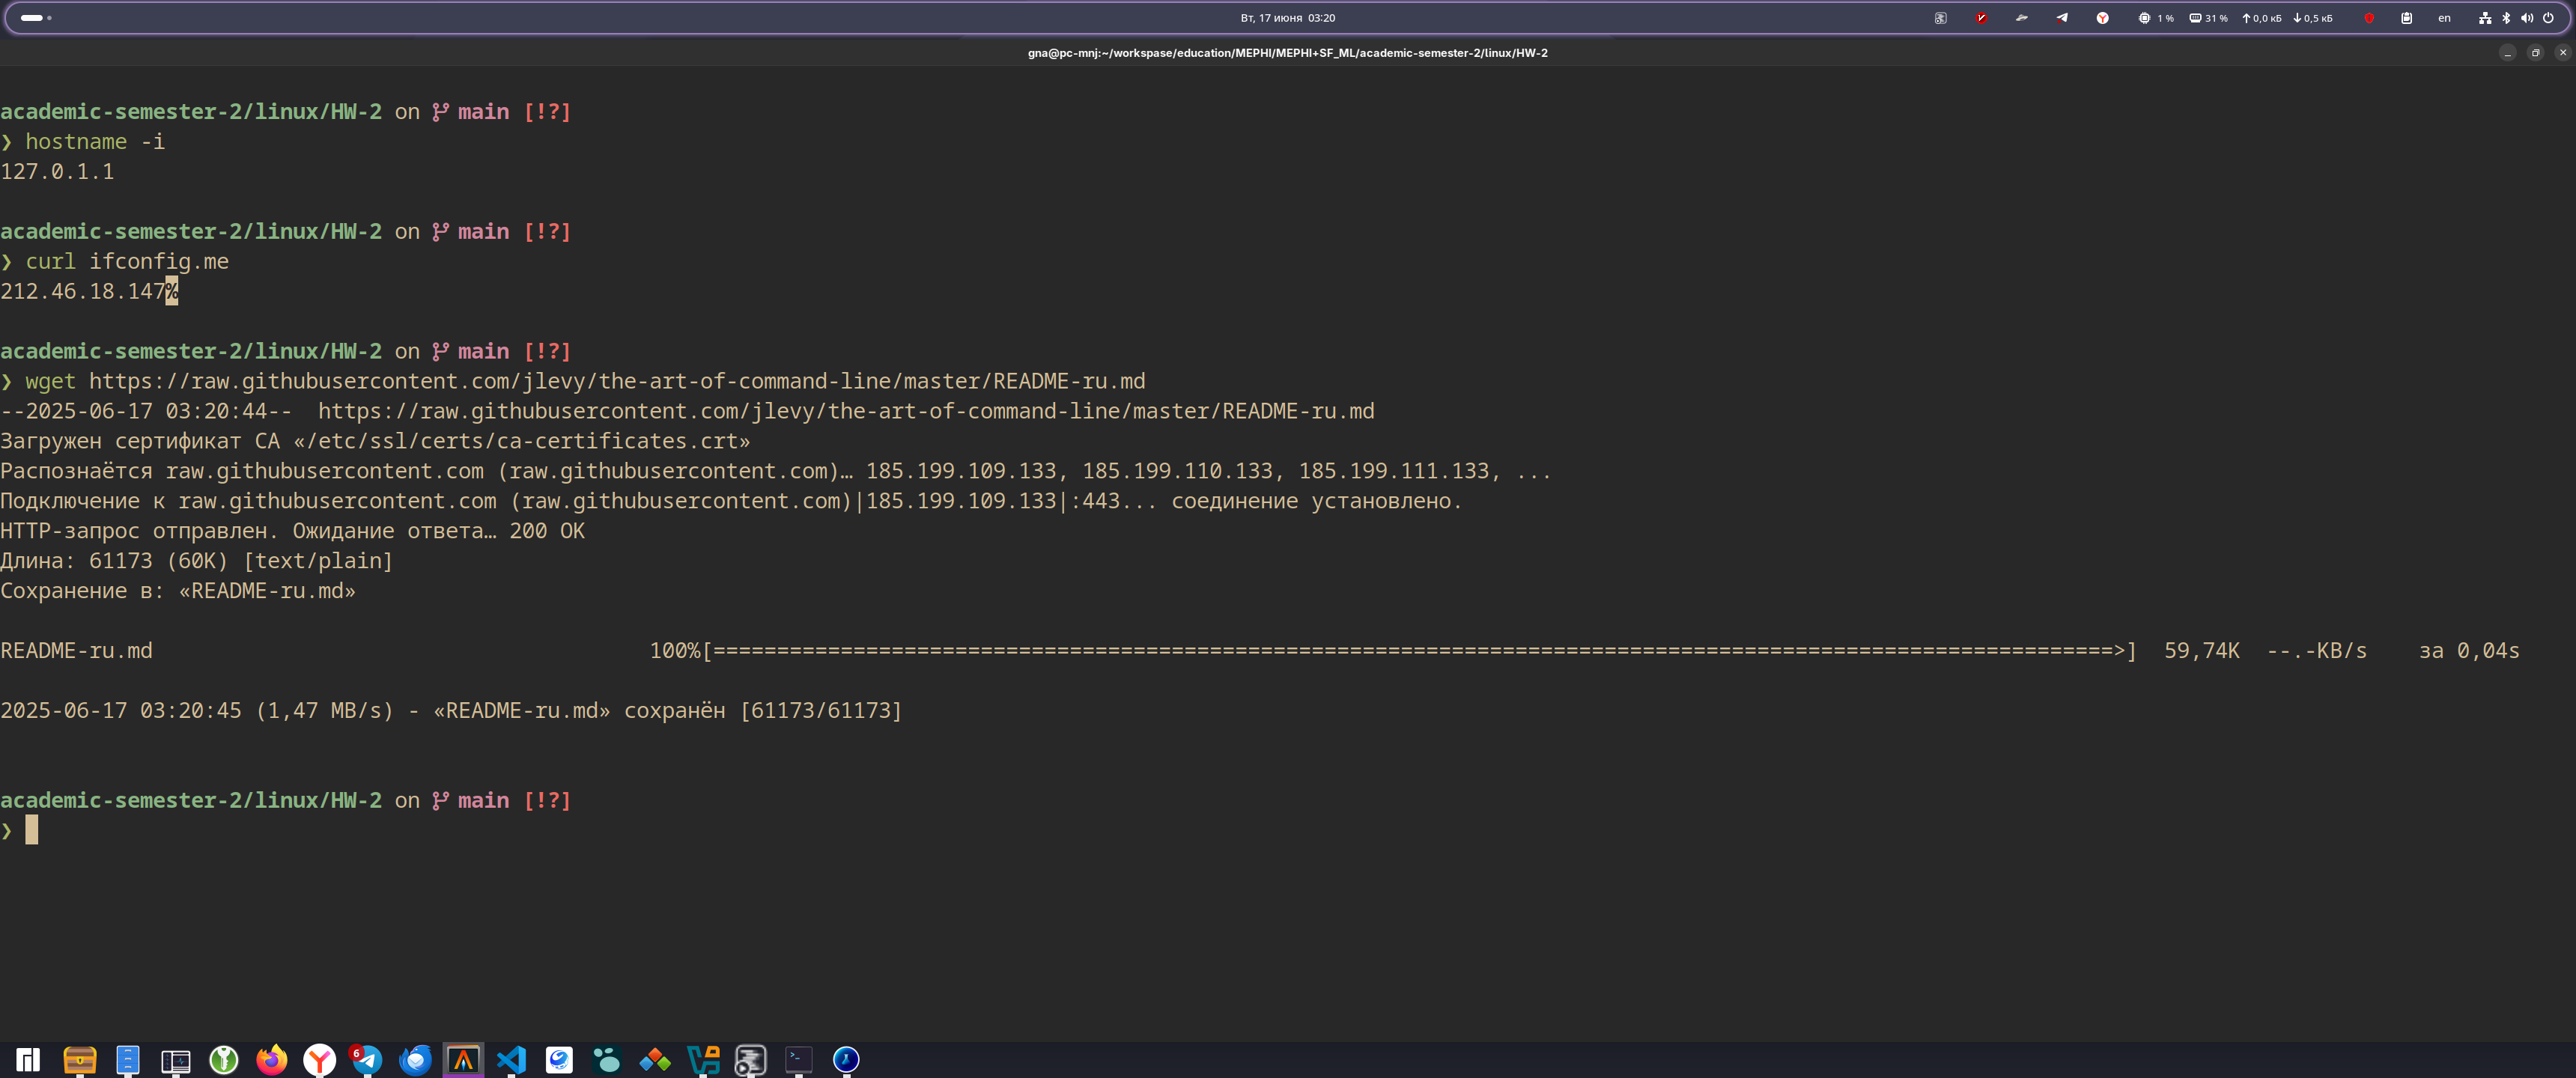 Вт, 17 июня 03:20
1 % 31 % 0,0 кБ 0,5 кБ en
gna@pc-mnj:~/workspase/education/MEPHI/MEPHI+SF_ML/academic-semester-2/linux/HW-2
academic-semester-2/linux/HW-2 on main [!?]
❯ hostname -i
127.0.1.1
academic-semester-2/linux/HW-2 on main [!?]
❯ curl ifconfig.me
212.46.18.147%
academic-semester-2/linux/HW-2 on main [!?]
❯ wget https://raw.githubusercontent.com/jlevy/the-art-of-command-line/master/README-ru.md
--2025-06-17 03:20:44--  https://raw.githubusercontent.com/jlevy/the-art-of-command-line/master/README-ru.md
Загружен сертификат CA «/etc/ssl/certs/ca-certificates.crt»
Распознаётся raw.githubusercontent.com (raw.githubusercontent.com)… 185.199.109.133, 185.199.110.133, 185.199.111.133, ...
Подключение к raw.githubusercontent.com (raw.githubusercontent.com)|185.199.109.133|:443... соединение установлено.
HTTP-запрос отправлен. Ожидание ответа… 200 OK
Длина: 61173 (60K) [text/plain]
Сохранение в: «README-ru.md»
README-ru.md 100%[==============================================================================================================>] 59,74K --.-KB/s за 0,04s
2025-06-17 03:20:45 (1,47 MB/s) - «README-ru.md» сохранён [61173/61173]
academic-semester-2/linux/HW-2 on main [!?]
❯
6